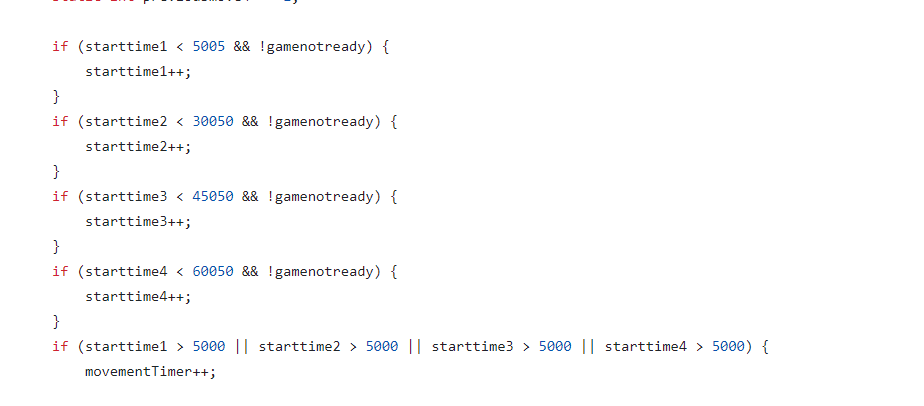 if (starttime1 < 5005 && !gamenotready) {
starttime1++;
}
if (starttime2 < 30050 && !gamenotready) {
starttime2++;
}
if (starttime3 < 45050 && !gamenotready) {
starttime3++;
}
if (starttime4 < 60050 && !gamenotready) {
starttime4++;
}
if (starttime1 > 5000 || starttime2 > 5000 || starttime3 > 5000 || starttime4 > 5000) {
movementTimer++;